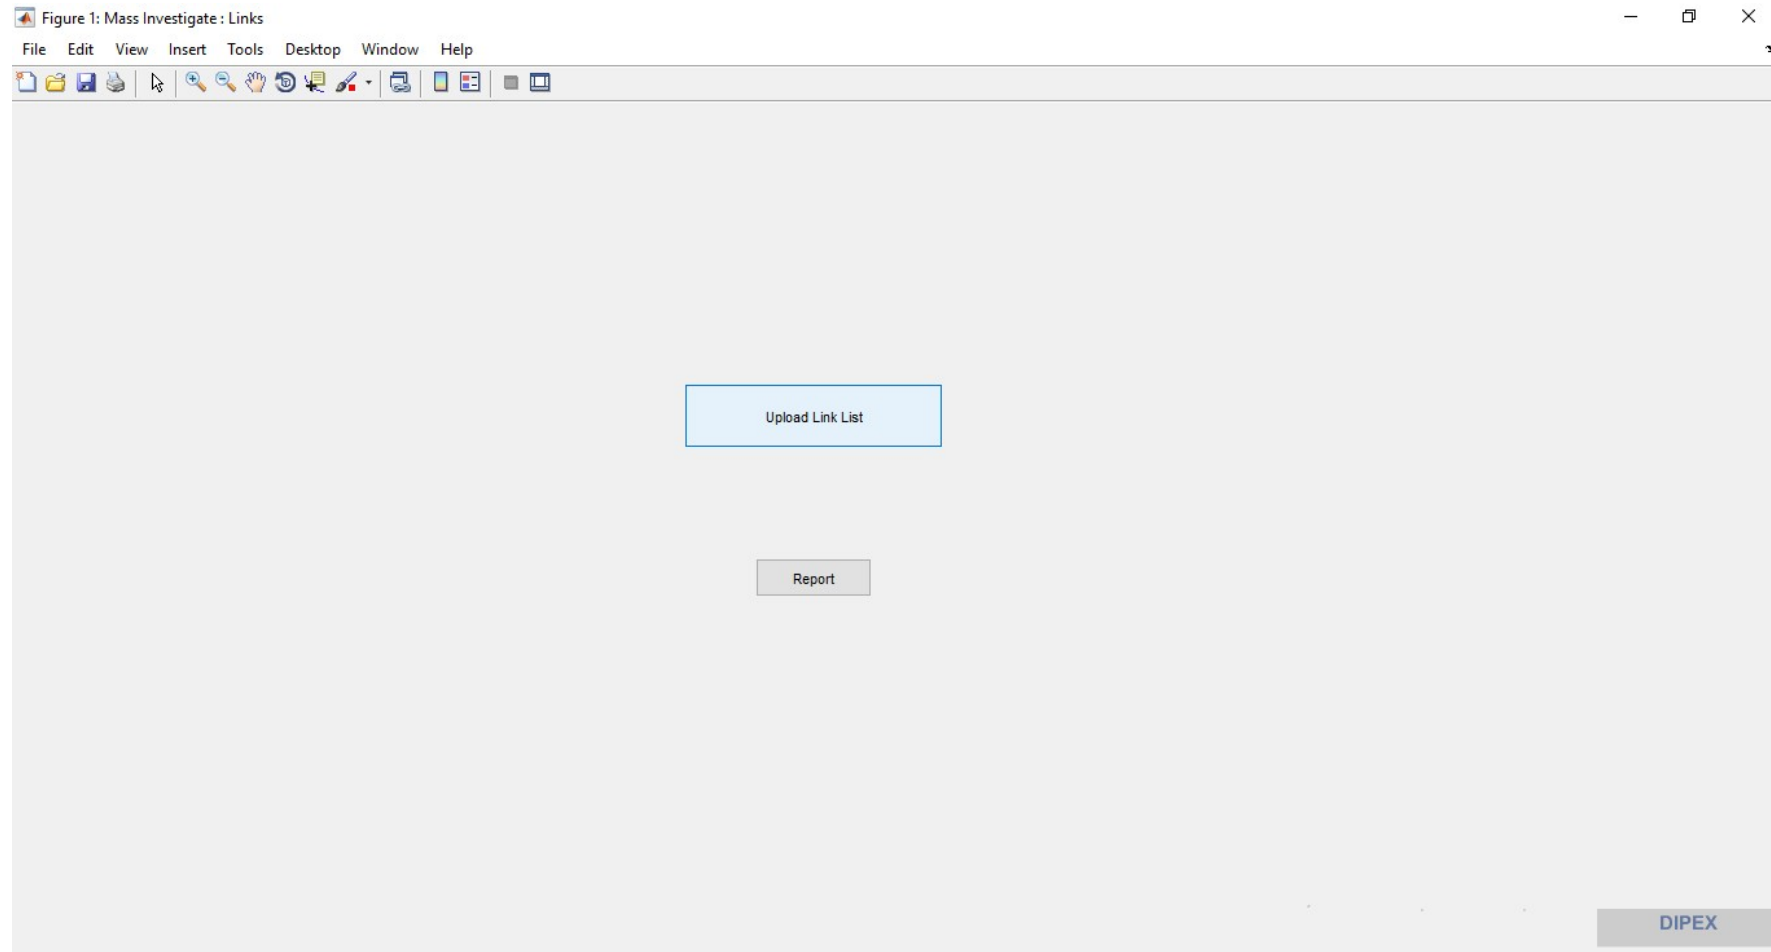 Figure 1: Mass Investigate : Links
File Edit View Insert Tools Desktop Window Help
Upload Link List
Report
DIPEX